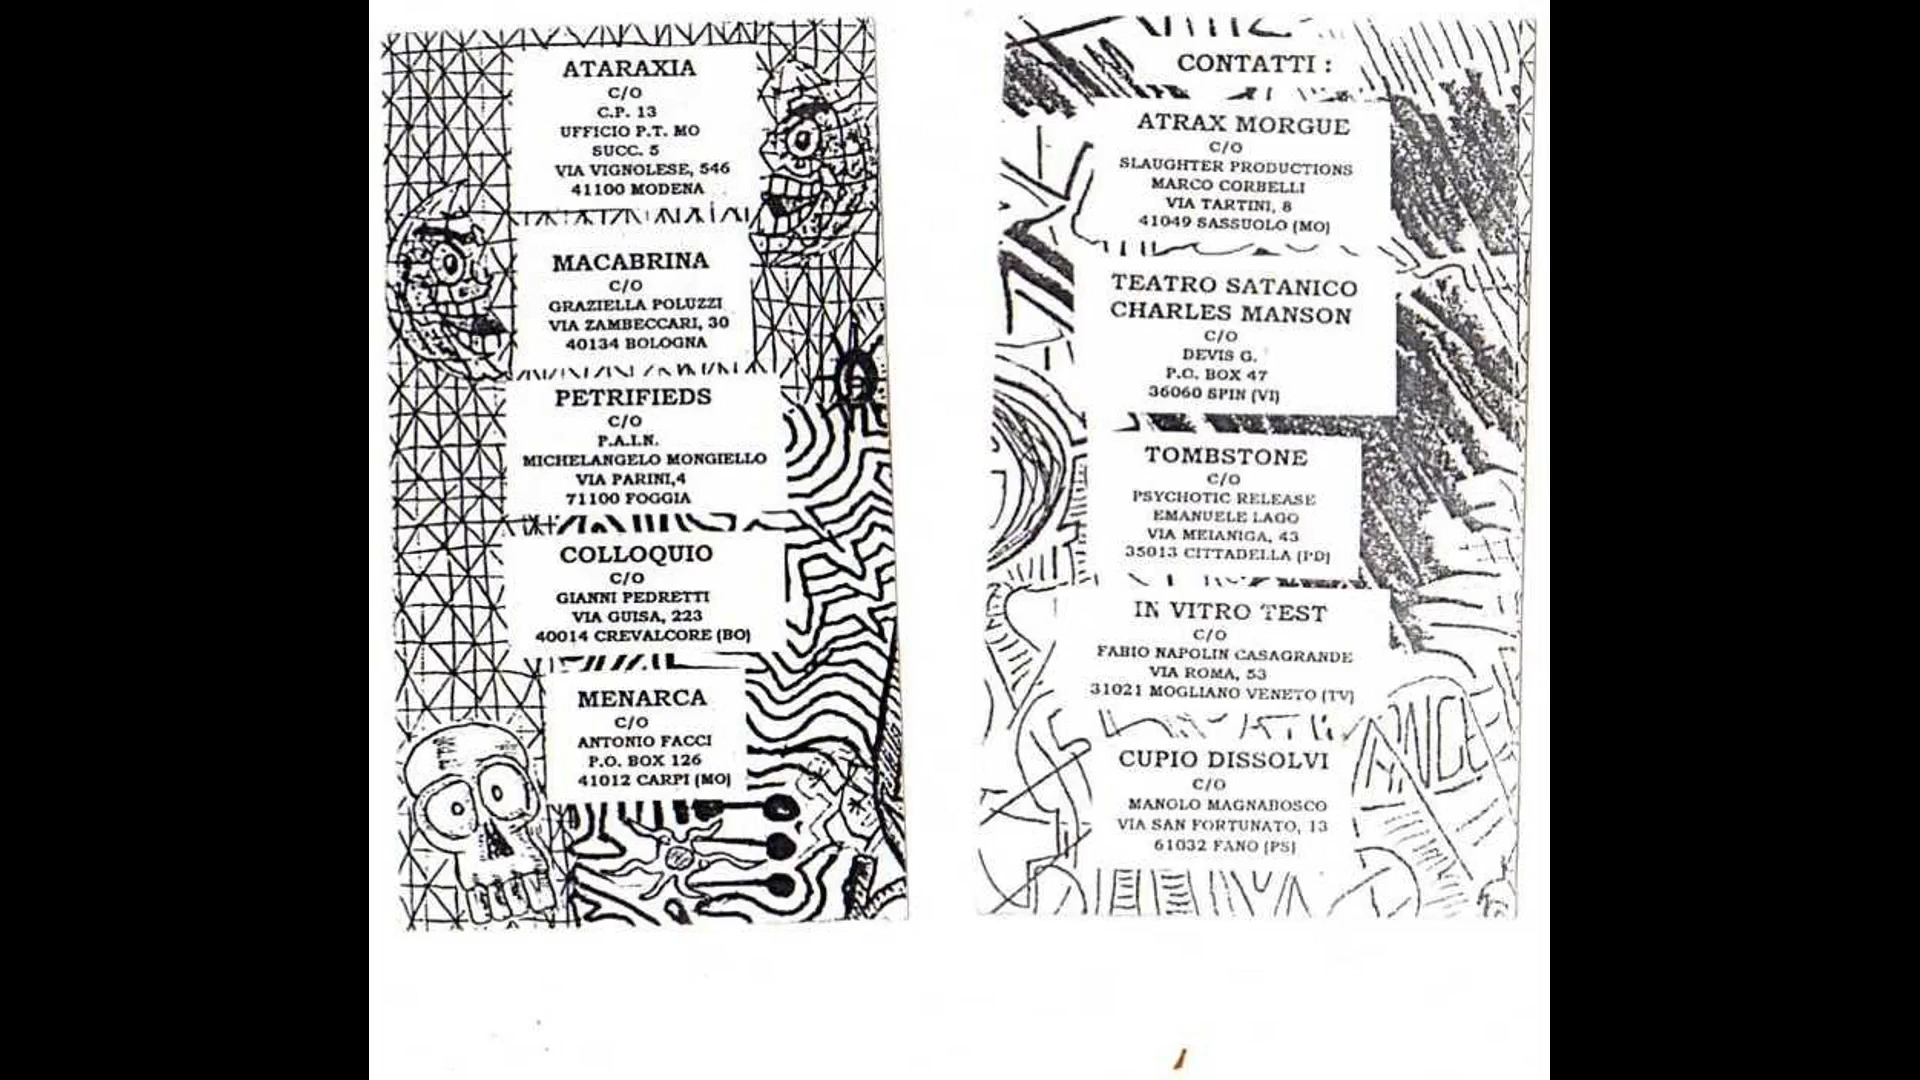 ATARAXIA
C/O
C.P. 13
UFFICIO P.T. MO
SUCC. 5
VIA VIGNOLESE, 546
41100 MODENA
MACABRINA
C/O
GRAZIELLA POLUZZI
VIA ZAMBECCARI, 30
40134 BOLOGNA
PETRIFIEDS
C/O
P.A.I.N.
MICHELANGELO MONGIELLO
VIA PARINI,4
71100 FOGGIA
COLLOQUIO
C/O
GIANNI PEDRETTI
VIA GUISA, 223
40014 CREVALCORE (BO)
MENARCA
C/O
ANTONIO FACCI
P.O. BOX 126
41012 CARPI (MO)
CONTATTI :
ATRAX MORGUE
C/O
SLAUGHTER PRODUCTIONS
MARCO CORBELLI
VIA TARTINI, 8
41049 SASSUOLO (MO)
TEATRO SATANICO
CHARLES MANSON
C/O
DEVIS G.
P.O. BOX 47
36060 SPIN (VI)
TOMBSTONE
C/O
PSYCHOTIC RELEASE
EMANUELE LAGO
VIA MEIANIGA, 43
35013 CITTADELLA (PD)
IN VITRO TEST
C/O
FABIO NAPOLIN CASAGRANDE
VIA ROMA, 53
31021 MOGLIANO VENETO (TV)
CUPIO DISSOLVI
C/O
MANOLO MAGNABOSCO
VIA SAN FORTUNATO, 13
61032 FANO (PS)